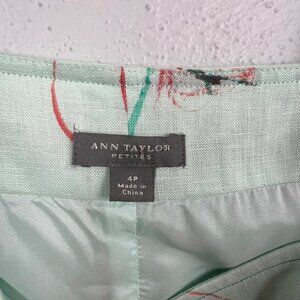 ANN TAYLOR
PETITES
4P
Made in
China